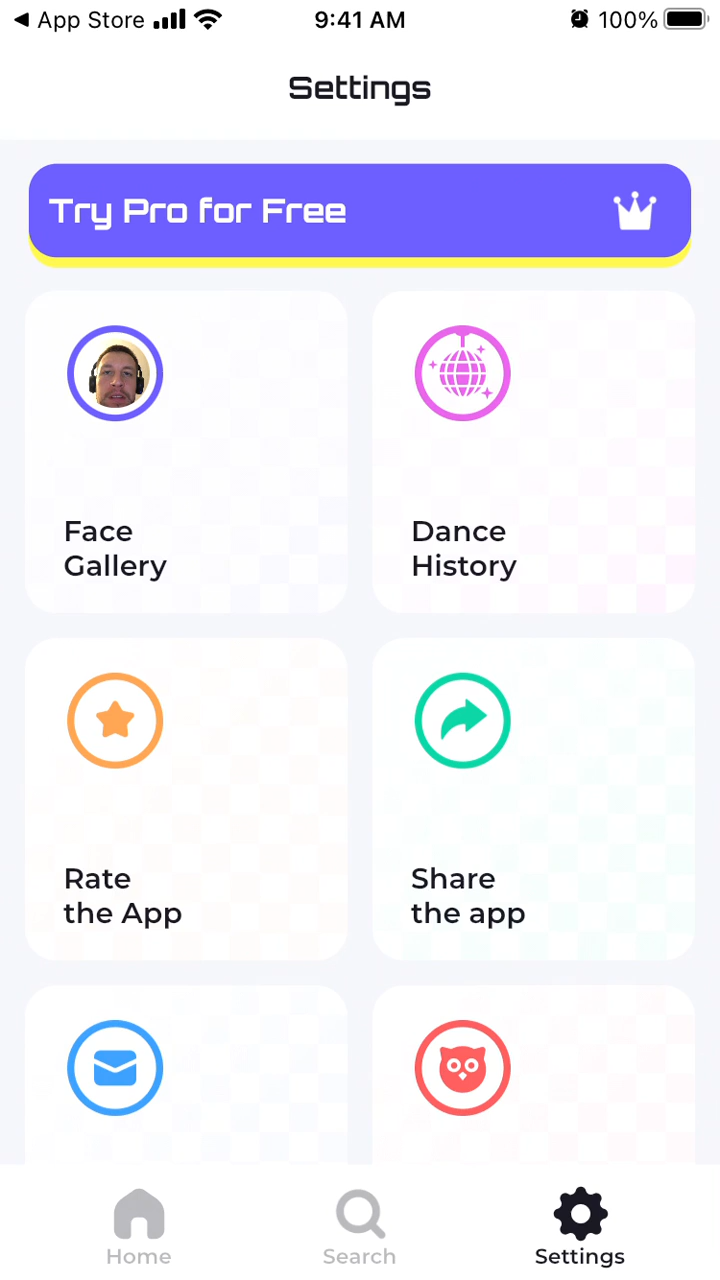 App Store
9:41 AM
100%
Settings
Try Pro for Free
Face
Gallery
Dance
History
Rate
the App
Share
the app
Home
Search
Settings